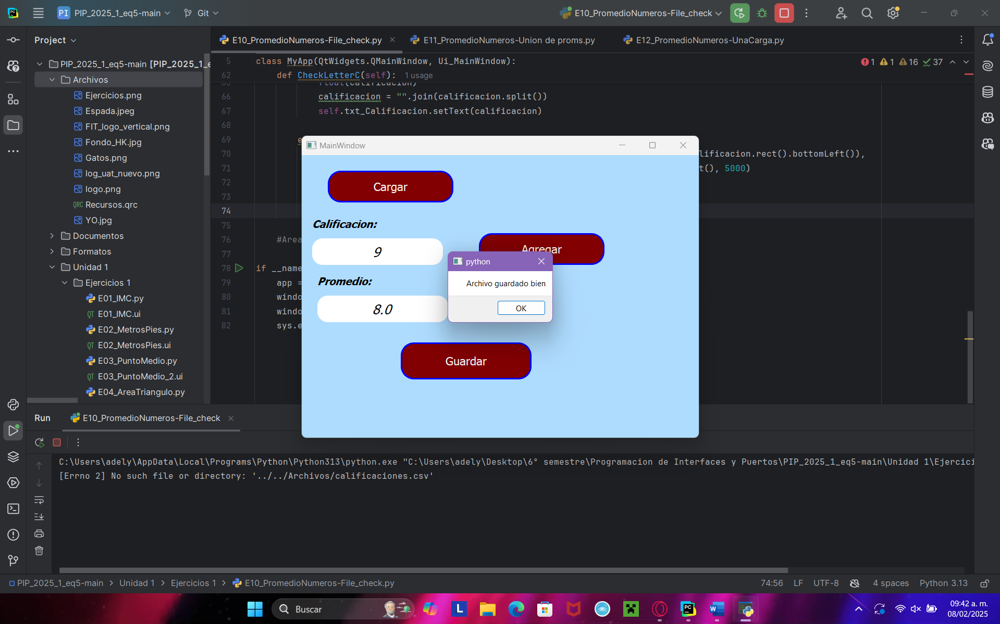 PI PIP_2025_1_eq5-main Git E10_PromedioNumeros-File_check
Project E10_PromedioNumeros-File_check.py E11_PromedioNumeros-Union de proms.py E12_PromedioNumeros-UnaCarga.py
PIP_2025_1_eq5-main [PIP_2025_1_e
Archivos
Ejercicios.png
Espada.jpeg
FIT_logo_vertical.png
Fondo_HK.jpg
Gatos.png
log_uat_nuevo.png
logo.png
QRC Recursos.qrc
YO.jpg
Documentos
Formatos
Unidad 1
Ejercicios 1
E01_IMC.py
QT E01_IMC.ui
E02_MetrosPies.py
QT E02_MetrosPies.ui
E03_PuntoMedio.py
QT E03_PuntoMedio_2.ui
E04_AreaTriangulo.py
5 class MyApp(QtWidgets.QMainWindow, Ui_MainWindow): 1 1 16 37
62 def CheckLetterC(self): 1 usage
float(calificacion)
66 calificacion = "".join(calificacion.split())
67 self.txt_Calificacion.setText(calificacion)
68
69 e
70 lificacion.rect().bottomLeft()),
71 t(), 5000)
72
73
74
75
76 #Area
77
78 if __name
79 app =
80 windo
81 windo
82 sys.e
MainWindow
Cargar
Calificacion:
9
Agregar
Promedio:
8.0
Guardar
python
Archivo guardado bien
OK
Run E10_PromedioNumeros-File_check
C:\Users\adely\AppData\Local\Programs\Python\Python313\python.exe "C:\Users\adely\Desktop\6° semestre\Programacion de Interfaces y Puertos\PIP_2025_1_eq5-main\Unidad 1\Ejercici
[Errno 2] No such file or directory: '../../Archivos/calificaciones.csv'
PIP_2025_1_eq5-main > Unidad 1 > Ejercicios 1 > E10_PromedioNumeros-File_check.py 74:56 LF UTF-8 4 spaces Python 3.13
Buscar
09:42 a. m.
08/02/2025